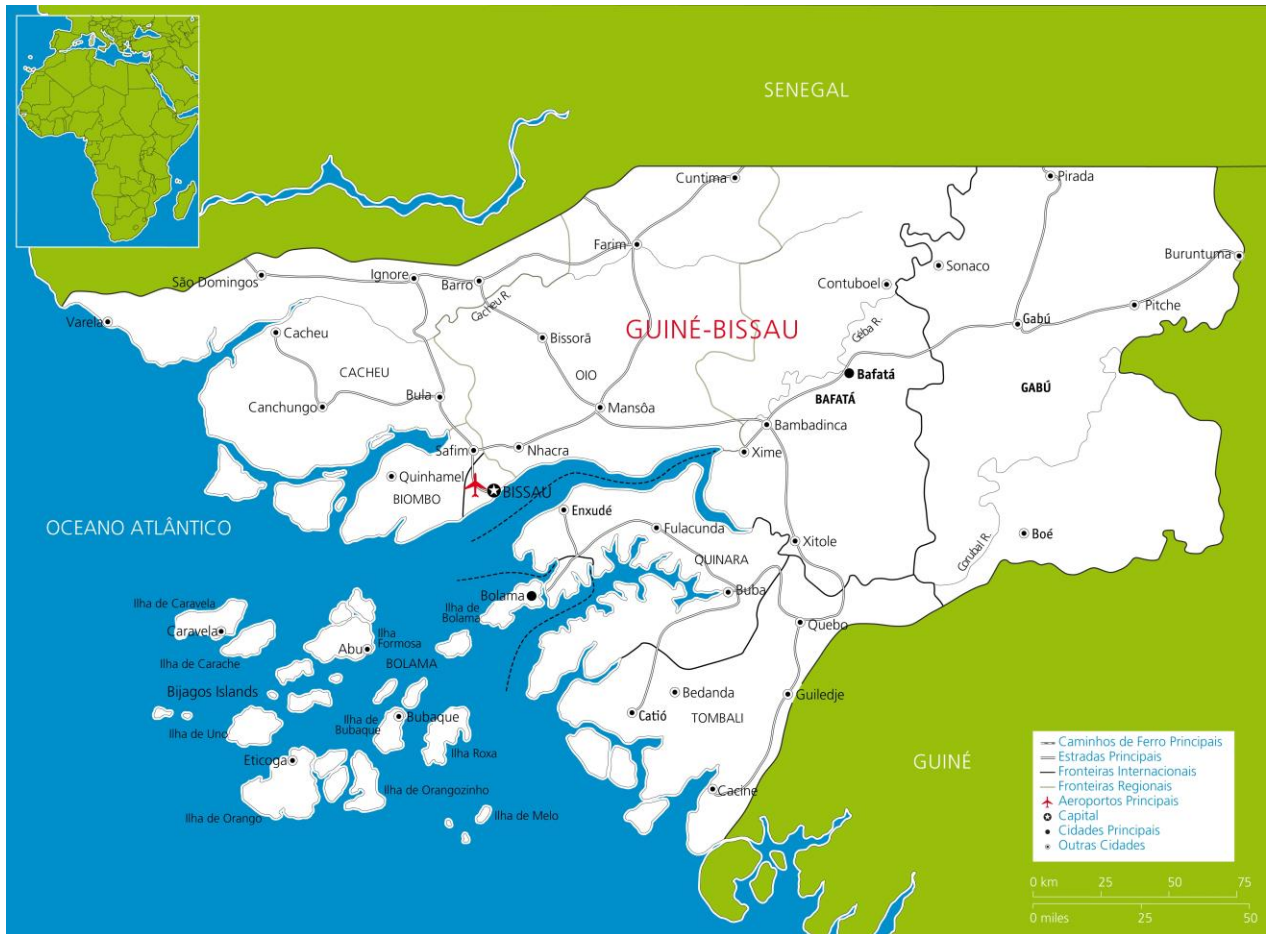 SENEGAL
Cuntima
Pirada
Farim
Buruntuma
Sonaco
São Domingos
Ignore
Barro
Contuboel
Cacheu R.
Pitche
Varela
Cacheu
GUINÉ-BISSAU
Gabú
Bissorã
Géba R.
CACHEU
OIO
Bafatá
GABÚ
BAFATÁ
Canchungo
Bula
Mansôa
Bambadinca
Safim
Nhacra
Xime
Quinhamel
BIOMBO
BISSAU
OCEANO ATLÂNTICO
Enxudé
Fulacunda
Boé
Xitole
Corubal R.
QUINARA
Buba
Bolama
Ilha de Caravela
Ilha de
Bolama
Quebo
Caravela
Ilha
Formosa
Abu
Ilha de Carache
BOLAMA
Bijagos Islands
Bedanda
Guiledje
Catió
TOMBALI
Bubaque
Ilha de
Bubaque
Ilha de Uno
Ilha Roxa
Eticoga
GUINÉ
Ilha de Orangozinho
Cacine
Ilha de Orango
Ilha de Melo
Caminhos de Ferro Principais
Estradas Principais
Fronteiras Internacionais
Fronteiras Regionais
Aeroportos Principais
Capital
Cidades Principais
Outras Cidades
0 km 25 50 75
0 miles 25 50